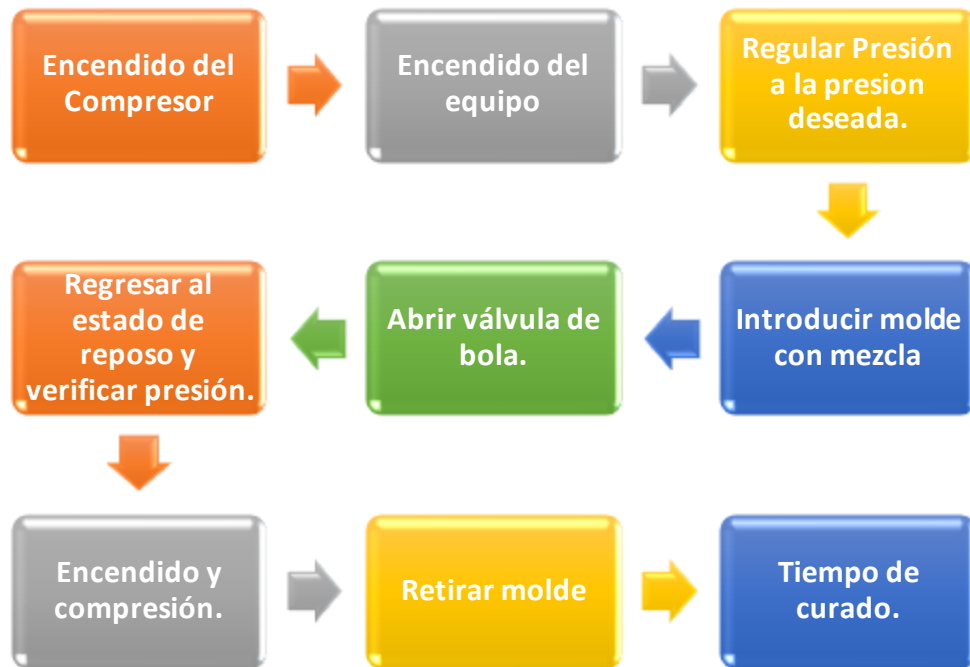 Encendido del
Compresor
Encendido del
equipo
Regular Presión
a la presion
deseada.
Introducir molde
con mezcla
Abrir válvula de
bola.
Regresar al
estado de
reposo y
verificar presión.
Encendido y
compresión.
Retirar molde
Tiempo de
curado.